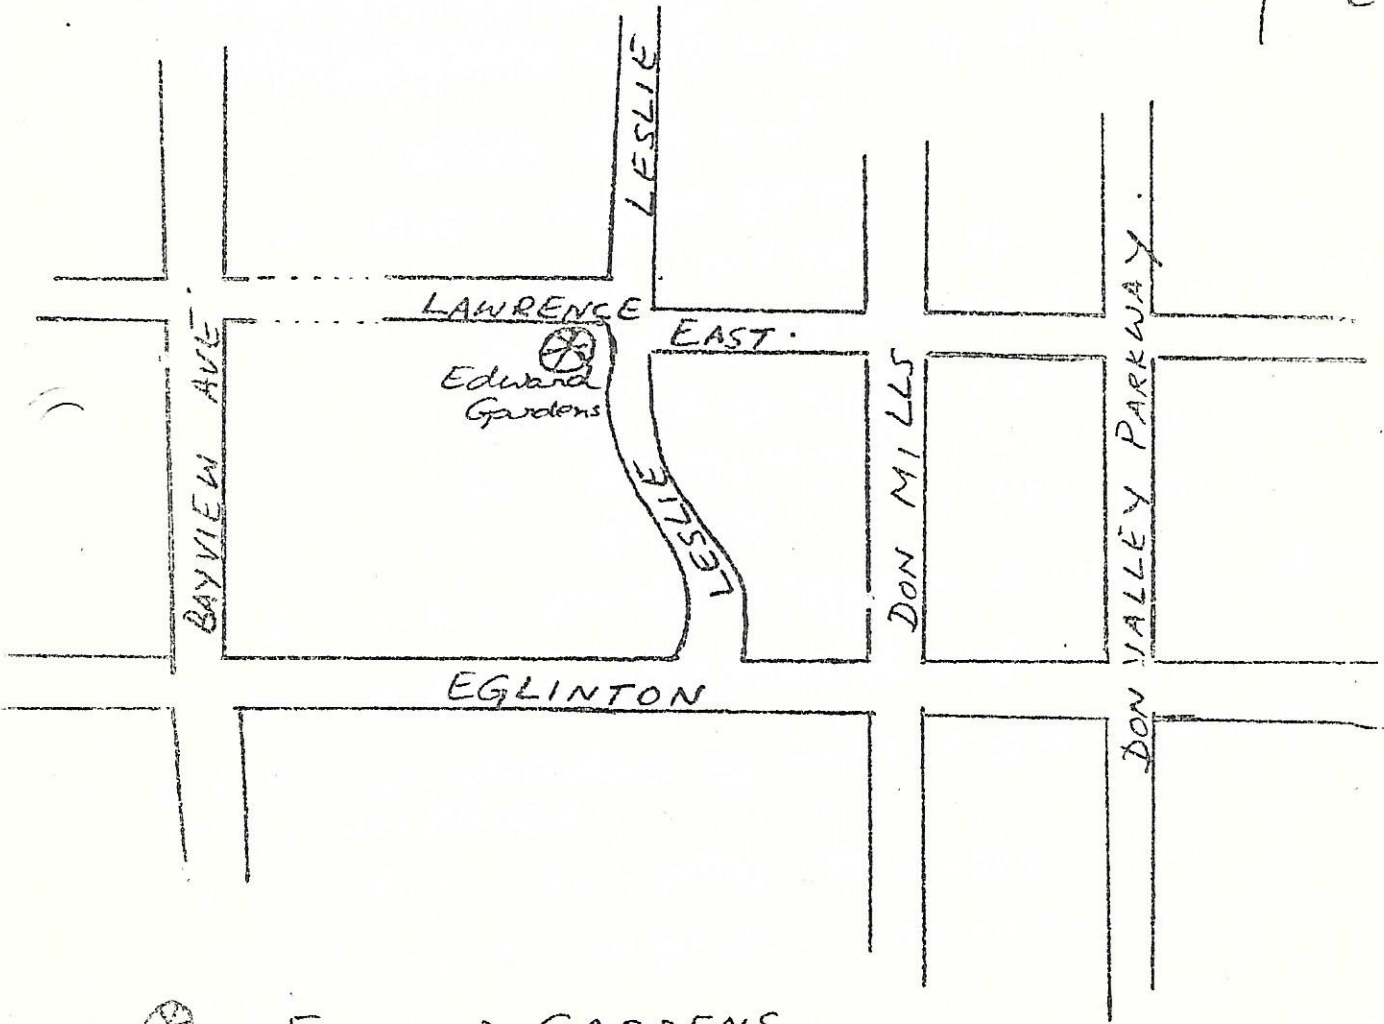 LESLIE
LAWRENCE
EAST.
Edward
Gardens
BAYVIEW AVE.
LESLIE
DON MILLS
DON VALLEY PARKWAY.
EGLINTON
GARDENS